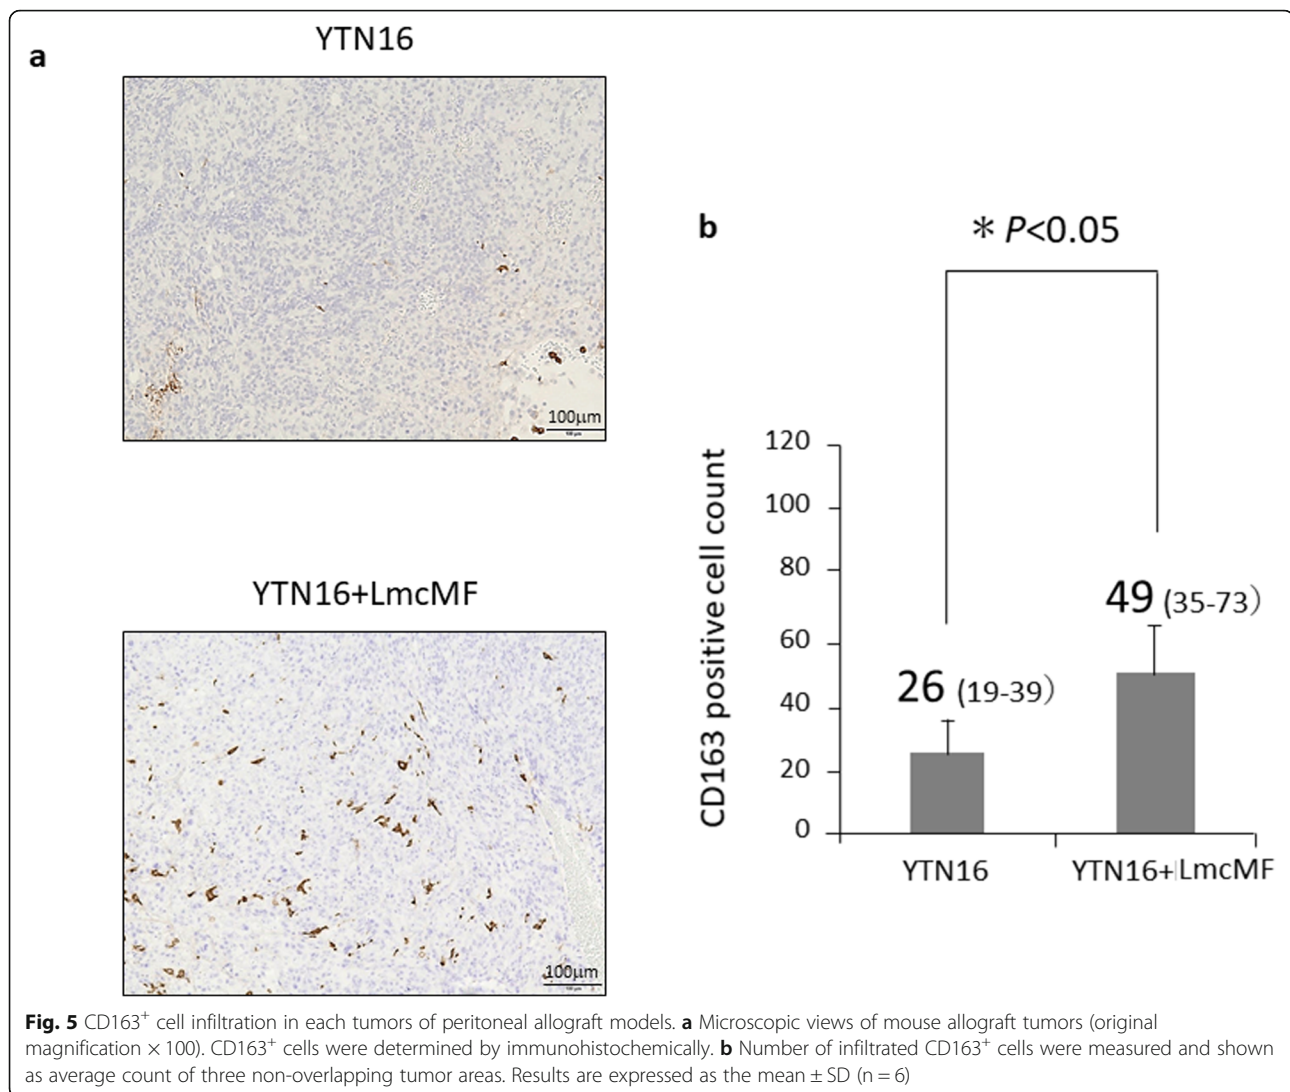 a
YTN16
100μm
YTN16+LmcMF
100μm
b
* P<0.05
CD163 positive cell count
120
100
80
60
40
20
0
26 (19-39)
49 (35-73)
YTN16
YTN16+LmcMF
Fig. 5 CD163⁺ cell infiltration in each tumors of peritoneal allograft models. a Microscopic views of mouse allograft tumors (original
magnification × 100). CD163⁺ cells were determined by immunohistochemically. b Number of infiltrated CD163⁺ cells were measured and shown
as average count of three non-overlapping tumor areas. Results are expressed as the mean ± SD (n = 6)